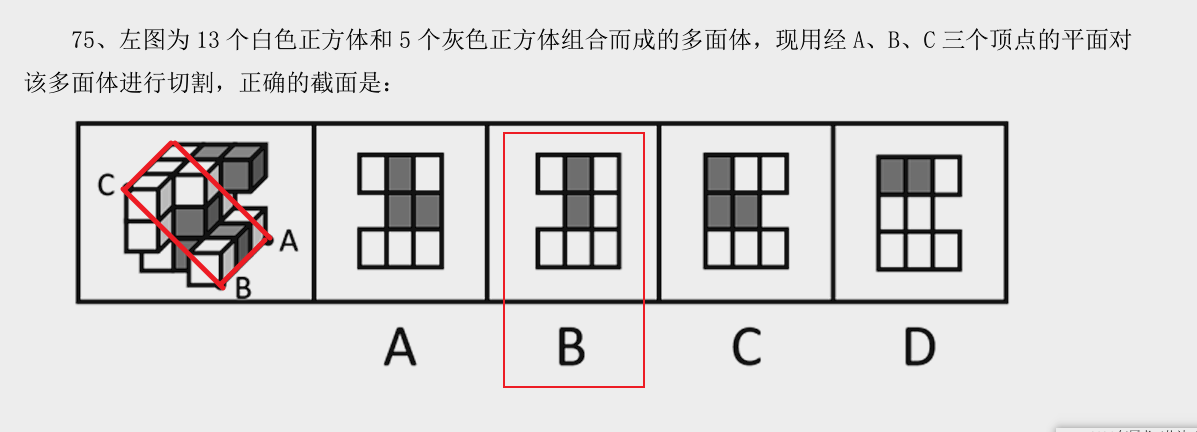 75、左图为 13 个白色正方体和 5 个灰色正方体组合而成的多面体，现用经 A、B、C 三个顶点的平面对
该多面体进行切割，正确的截面是：
C
A
B
A B C D